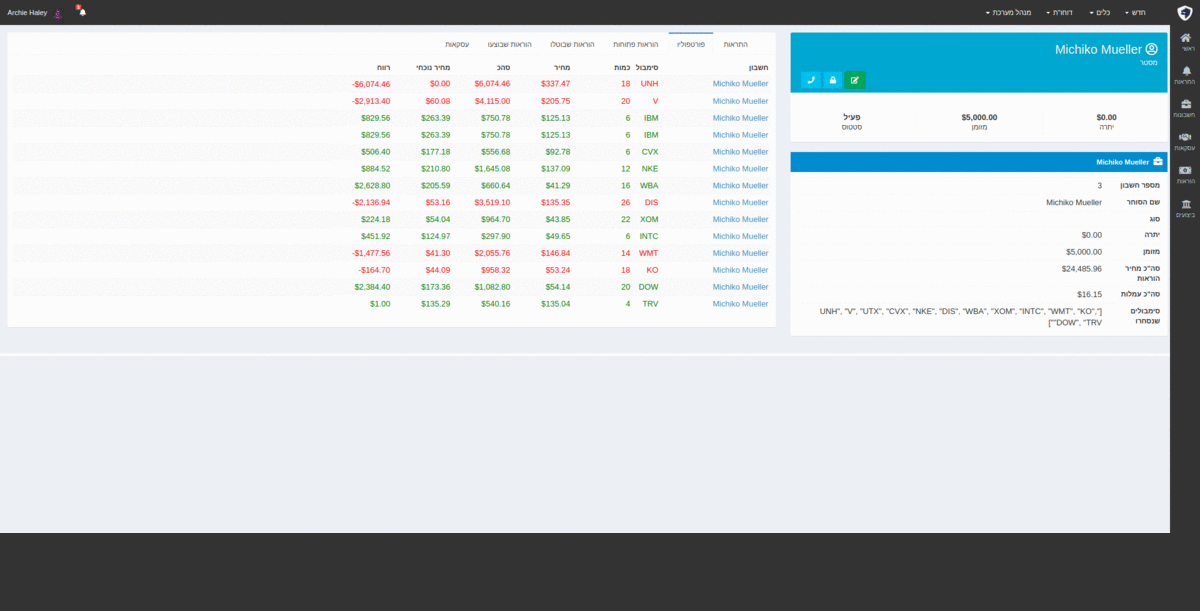 חדש
כלים
דוחו"ת
מנהל מערכת
5
Archie Haley
ראשי
התראות
חשבונות
עסקאות
הוראות
ביצועים
Michiko Mueller
מסטר
$0.00 $5,000.00 פעיל
יתרה מזומן סטטוס
Michiko Mueller
מספר חשבון 3
שם הסוחר Michiko Mueller
סוג
יתרה $0.00
מזומן $5,000.00
סה"כ מחיר הוראות $24,485.96
סה"כ עמלות $16.15
סימבולים שנסחרו
UNH", "V", "UTX", "CVX", "NKE", "DIS", "WBA", "XOM", "INTC", "WMT", "KO","]
["DOW", "TRV"
התראות פורטפוליו הוראות פתוחות הוראות שבוטלו הוראות שבוצעו עסקאות
חשבון סימבול כמות מחיר סהכ מחיר נוכחי רווח
Michiko Mueller UNH 18 $337.47 $6,074.46 $0.00 -$6,074.46
Michiko Mueller V 20 $205.75 $4,115.00 $60.08 -$2,913.40
Michiko Mueller IBM 6 $125.13 $750.78 $263.39 $829.56
Michiko Mueller IBM 6 $125.13 $750.78 $263.39 $829.56
Michiko Mueller CVX 6 $92.78 $556.68 $177.18 $506.40
Michiko Mueller NKE 12 $137.09 $1,645.08 $210.80 $884.52
Michiko Mueller WBA 16 $41.29 $660.64 $205.59 $2,628.80
Michiko Mueller DIS 26 $135.35 $3,519.10 $53.16 -$2,136.94
Michiko Mueller XOM 22 $43.85 $964.70 $54.04 $224.18
Michiko Mueller INTC 6 $49.65 $297.90 $124.97 $451.92
Michiko Mueller WMT 14 $146.84 $2,055.76 $41.30 -$1,477.56
Michiko Mueller KO 18 $53.24 $958.32 $44.09 -$164.70
Michiko Mueller DOW 20 $54.14 $1,082.80 $173.36 $2,384.40
Michiko Mueller TRV 4 $135.04 $540.16 $135.29 $1.00